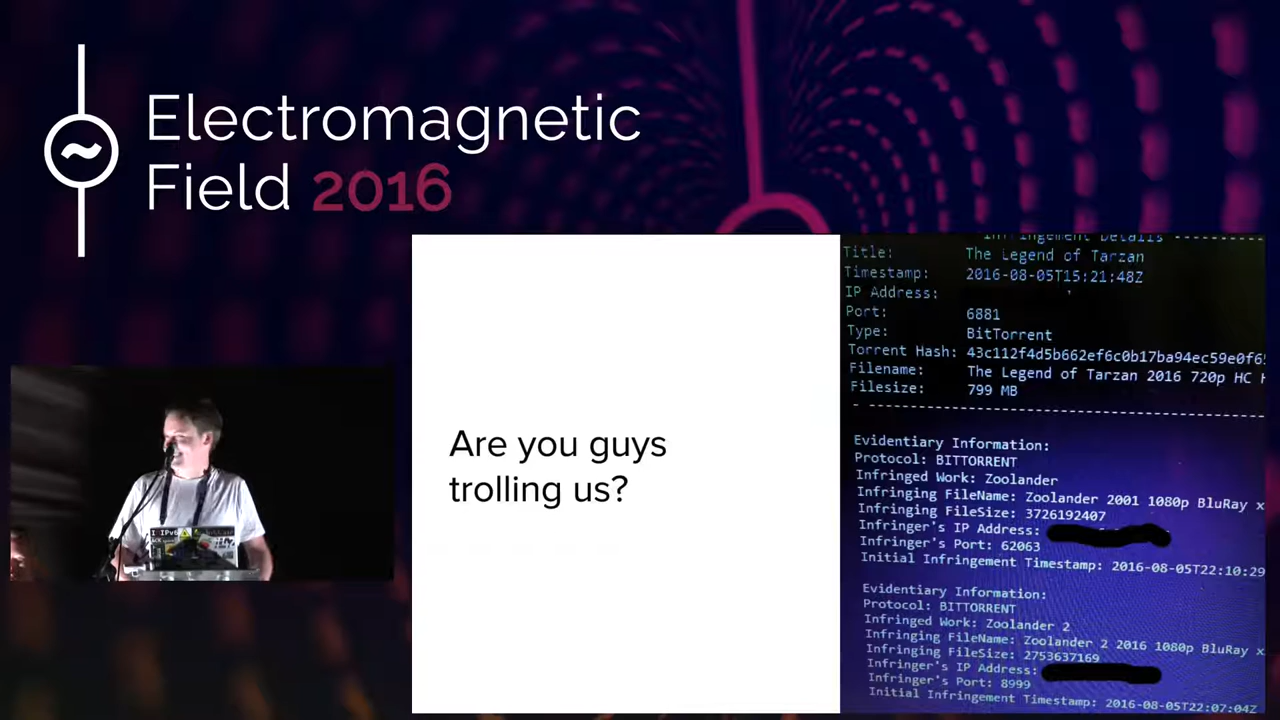 Electromagnetic
Field 2016
Are you guys
trolling us?
Infringement Details ----------
Title: The Legend of Tarzan
Timestamp: 2016-08-05T15:21:48Z
IP Address:
Port: 6881
Type: BitTorrent
Torrent Hash: 43c112f4d5b662ef6c0b17ba94ec59e0f6
Filename: The Legend of Tarzan 2016 720p HC
Filesize: 799 MB
Evidentiary Information:
Protocol: BITTORRENT
Infringed Work: Zoolander
Infringing FileName: Zoolander 2001 1080p BluRay x
Infringing FileSize: 3726192407
Infringer's IP Address:
Infringer's Port: 62063
Initial Infringement Timestamp: 2016-08-05T22:10:29
Evidentiary Information:
Protocol: BITTORRENT
Infringed Work: Zoolander 2
Infringing FileName: Zoolander 2 2016 1080p BluRay x
Infringing FileSize: 2753637169
Infringer's IP Address:
Infringer's Port: 8999
Initial Infringement Timestamp: 2016-08-05T22:07:04Z
I IPv6